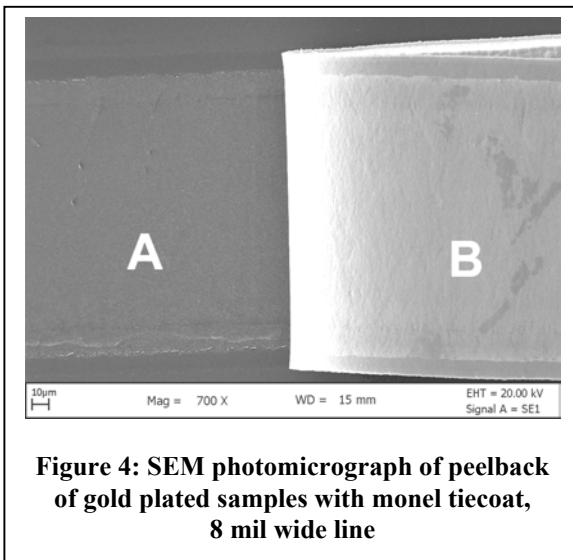 A
B
10µm
Mag = 700 X
WD = 15 mm
EHT = 20.00 kV
Signal A = SE1
Figure 4: SEM photomicrograph of peelback
of gold plated samples with monel tiecoat,
8 mil wide line